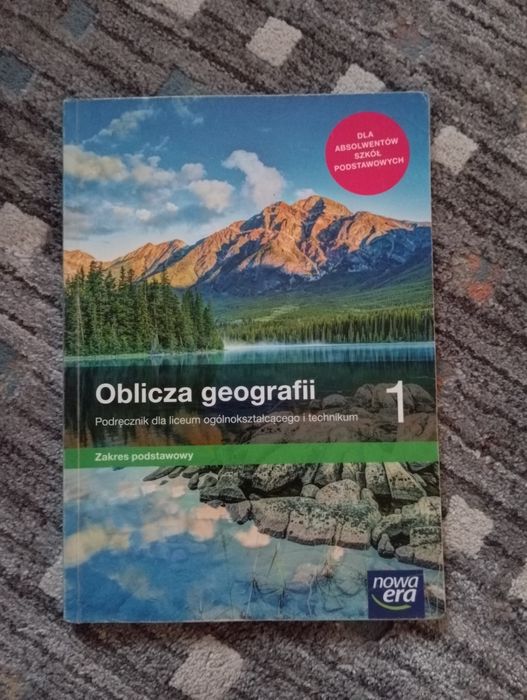 DLA
ABSOLWENTÓW
SZKÓŁ
PODSTAWOWYCH
Oblicza geografii
1
Podręcznik dla liceum ogólnokształcącego i technikum
Zakres podstawowy
nowa
era